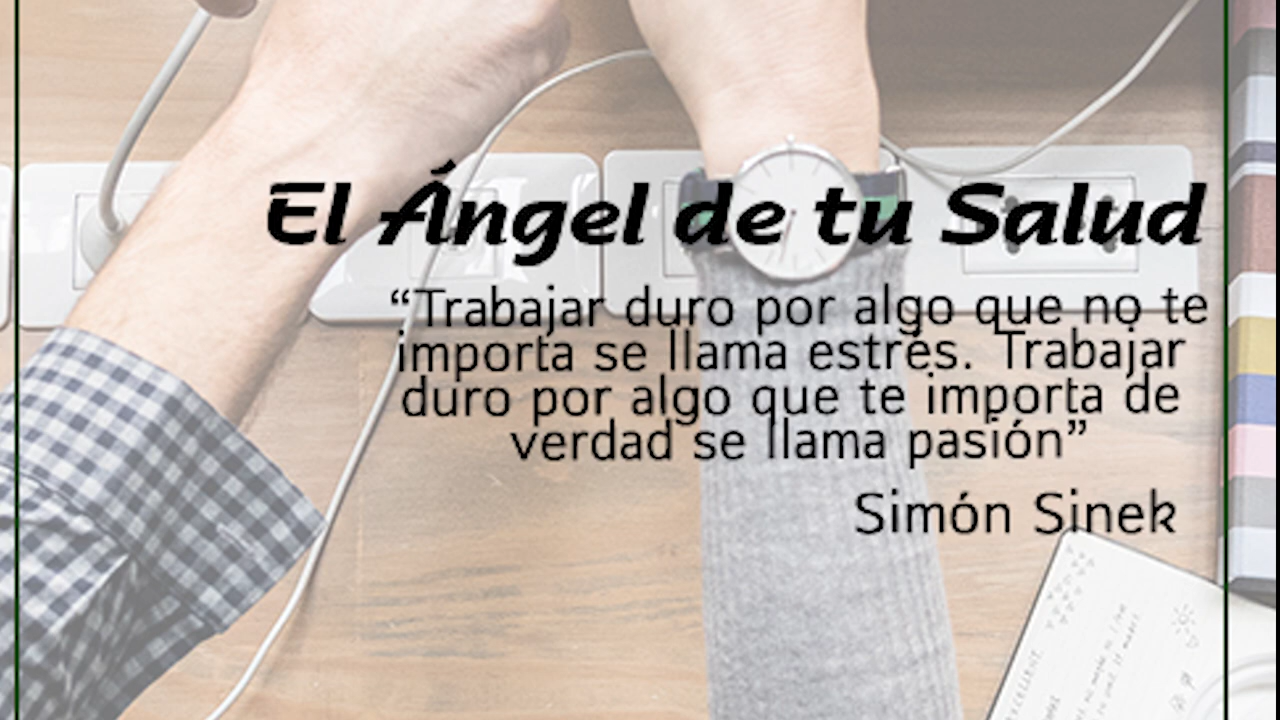 El Ángel de tu Salud
“Trabajar duro por algo que no te
importa se llama estrés. Trabajar
duro por algo que te importa de
verdad se llama pasión”
Simón Sinek
EXCELLENT.